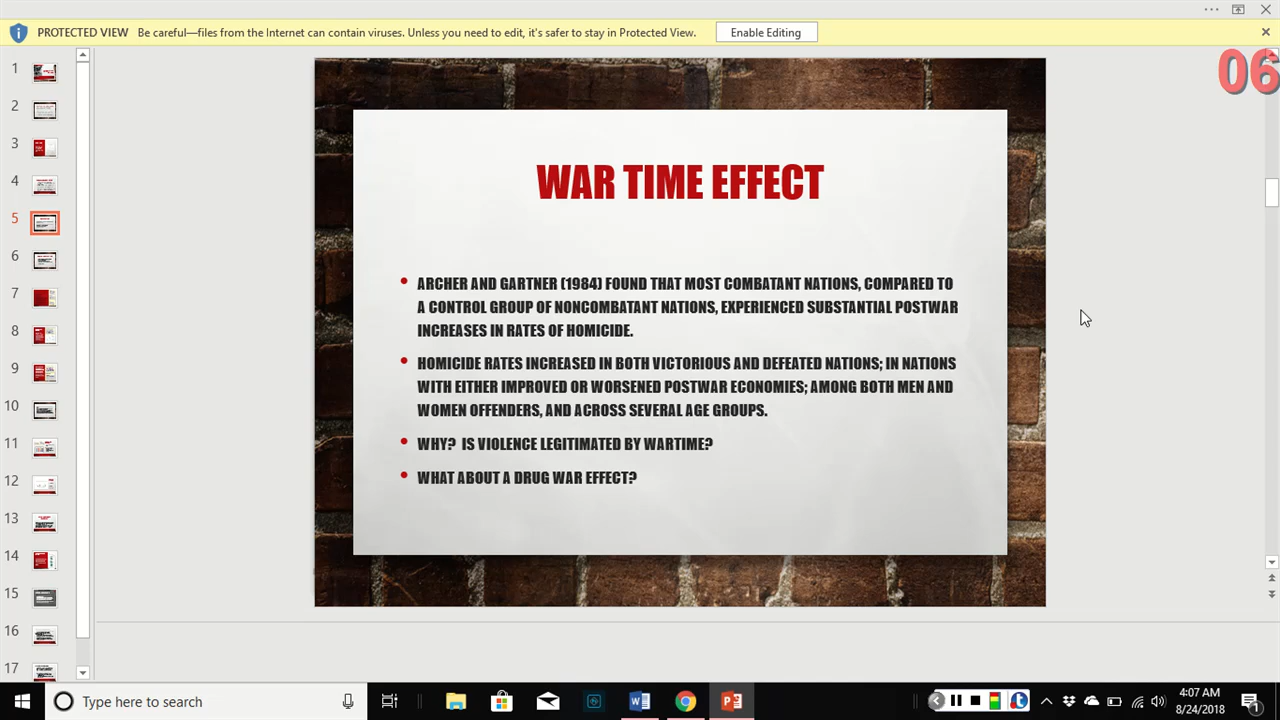 PROTECTED VIEW Be careful—files from the Internet can contain viruses. Unless you need to edit, it's safer to stay in Protected View. Enable Editing
06
1
2
3
4
5
6
7
8
9
10
11
12
13
14
15
16
17
WAR TIME EFFECT
• ARCHER AND GARTNER (1984) FOUND THAT MOST COMBATANT NATIONS, COMPARED TO
A CONTROL GROUP OF NONCOMBATANT NATIONS, EXPERIENCED SUBSTANTIAL POSTWAR
INCREASES IN RATES OF HOMICIDE.
• HOMICIDE RATES INCREASED IN BOTH VICTORIOUS AND DEFEATED NATIONS; IN NATIONS
WITH EITHER IMPROVED OR WORSENED POSTWAR ECONOMIES; AMONG BOTH MEN AND
WOMEN OFFENDERS, AND ACROSS SEVERAL AGE GROUPS.
• WHY? IS VIOLENCE LEGITIMATED BY WARTIME?
• WHAT ABOUT A DRUG WAR EFFECT?
Type here to search
4:07 AM
8/24/2018